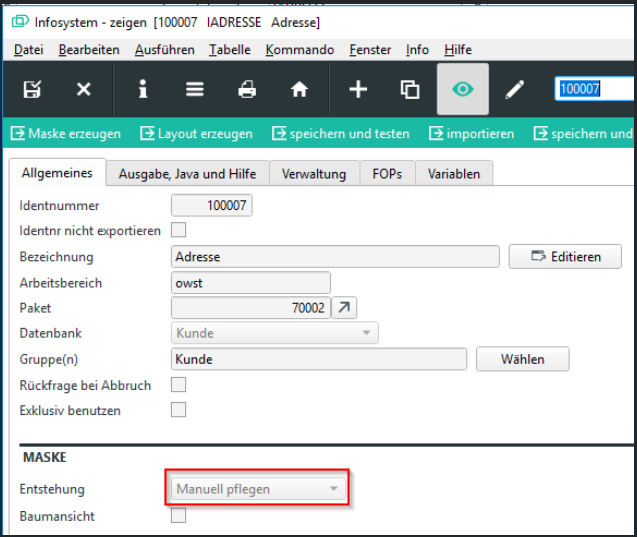 Infosystem - zeigen [100007 IADRESSE Adresse]
Datei Bearbeiten Ausführen Tabelle Kommando Fenster Info Hilfe
100007
Maske erzeugen Layout erzeugen speichern und testen importieren speichern und
Allgemeines Ausgabe, Java und Hilfe Verwaltung FOPs Variablen
Identnummer 100007
Identnr nicht exportieren
Bezeichnung Adresse Editieren
Arbeitsbereich owst
Paket 70002
Datenbank Kunde
Gruppe(n) Kunde Wählen
Rückfrage bei Abbruch
Exklusiv benutzen
MASKE
Entstehung Manuell pflegen
Baumansicht